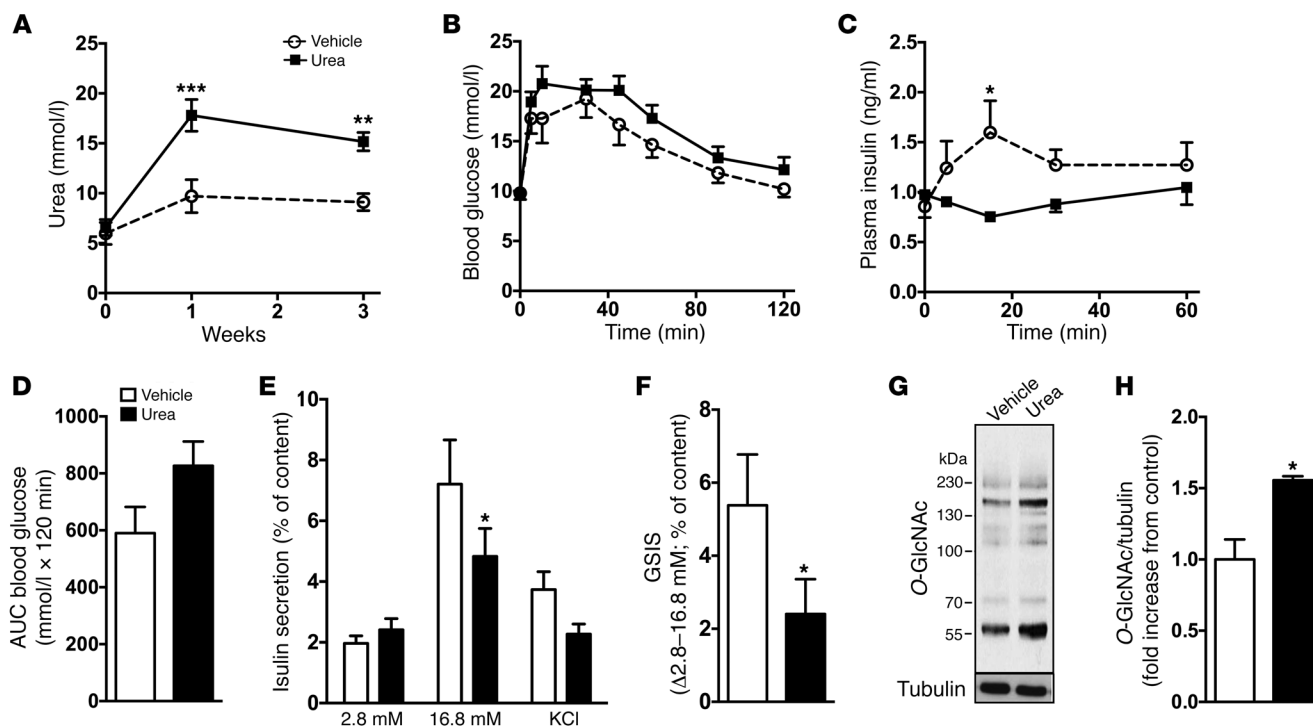 A
Urea (mmol/l)
25
20
15
10
5
0
0
1
2
3
Weeks
Vehicle
Urea
***
**
B
Blood glucose (mmol/l)
25
20
15
10
5
0
0
40
80
120
Time (min)
C
Plasma insulin (ng/ml)
2.5
2.0
1.5
1.0
0.5
0.0
0
20
40
60
Time (min)
*
D
AUC blood glucose
(mmol/l × 120 min)
1000
800
600
400
200
0
Vehicle
Urea
E
Isulin secretion (% of content)
10
8
6
4
2
0
2.8 mM
16.8 mM
KCl
*
F
GSIS
(Δ2.8–16.8 mM; % of content)
8
6
4
2
0
*
G
Vehicle
Urea
kDa
230
130
100
70
55
O-GlcNAc
Tubulin
H
O-GlcNAc/tubulin
(fold increase from control)
2.0
1.5
1.0
0.5
0.0
*